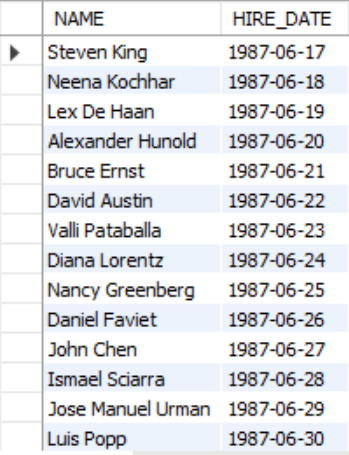 NAME HIRE_DATE
Steven King 1987-06-17
Neena Kochhar 1987-06-18
Lex De Haan 1987-06-19
Alexander Hunold 1987-06-20
Bruce Ernst 1987-06-21
David Austin 1987-06-22
Valli Pataballa 1987-06-23
Diana Lorentz 1987-06-24
Nancy Greenberg 1987-06-25
Daniel Faviet 1987-06-26
John Chen 1987-06-27
Ismael Sciarra 1987-06-28
Jose Manuel Urman 1987-06-29
Luis Popp 1987-06-30